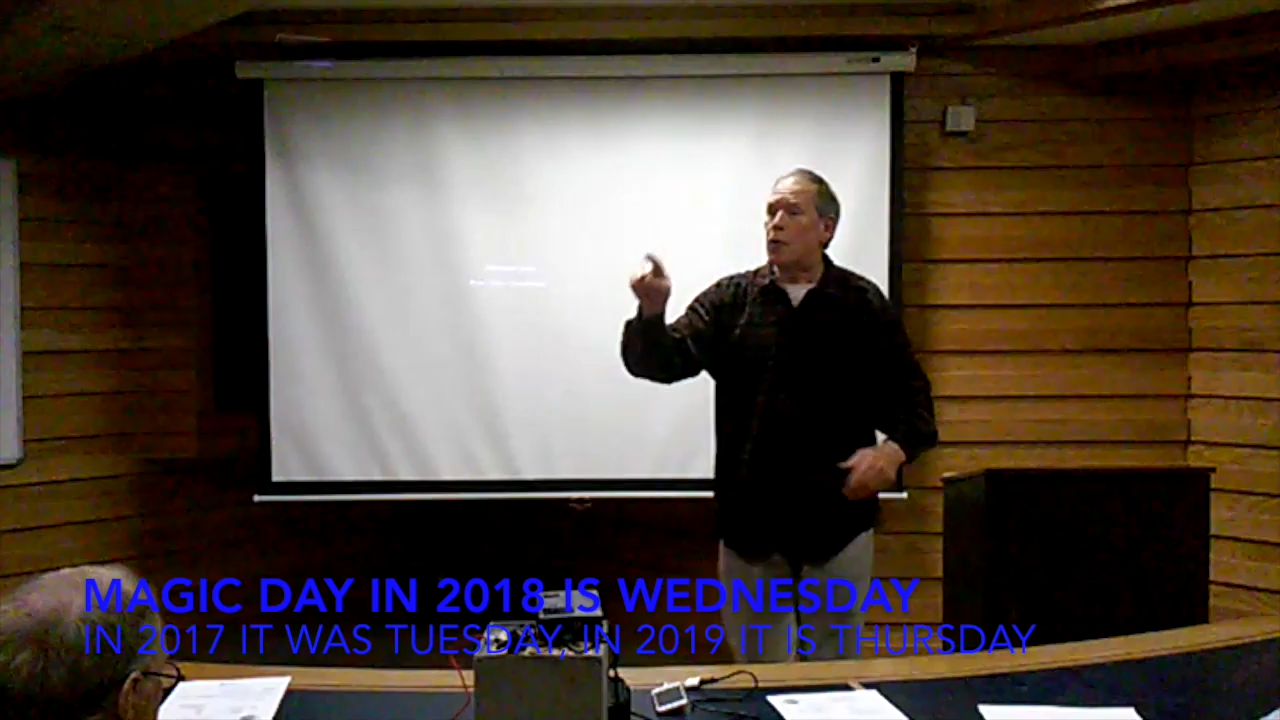 MAGIC DAY IN 2018 IS WEDNESDAY
IN 2017 IT WAS TUESDAY, IN 2019 IT IS THURSDAY